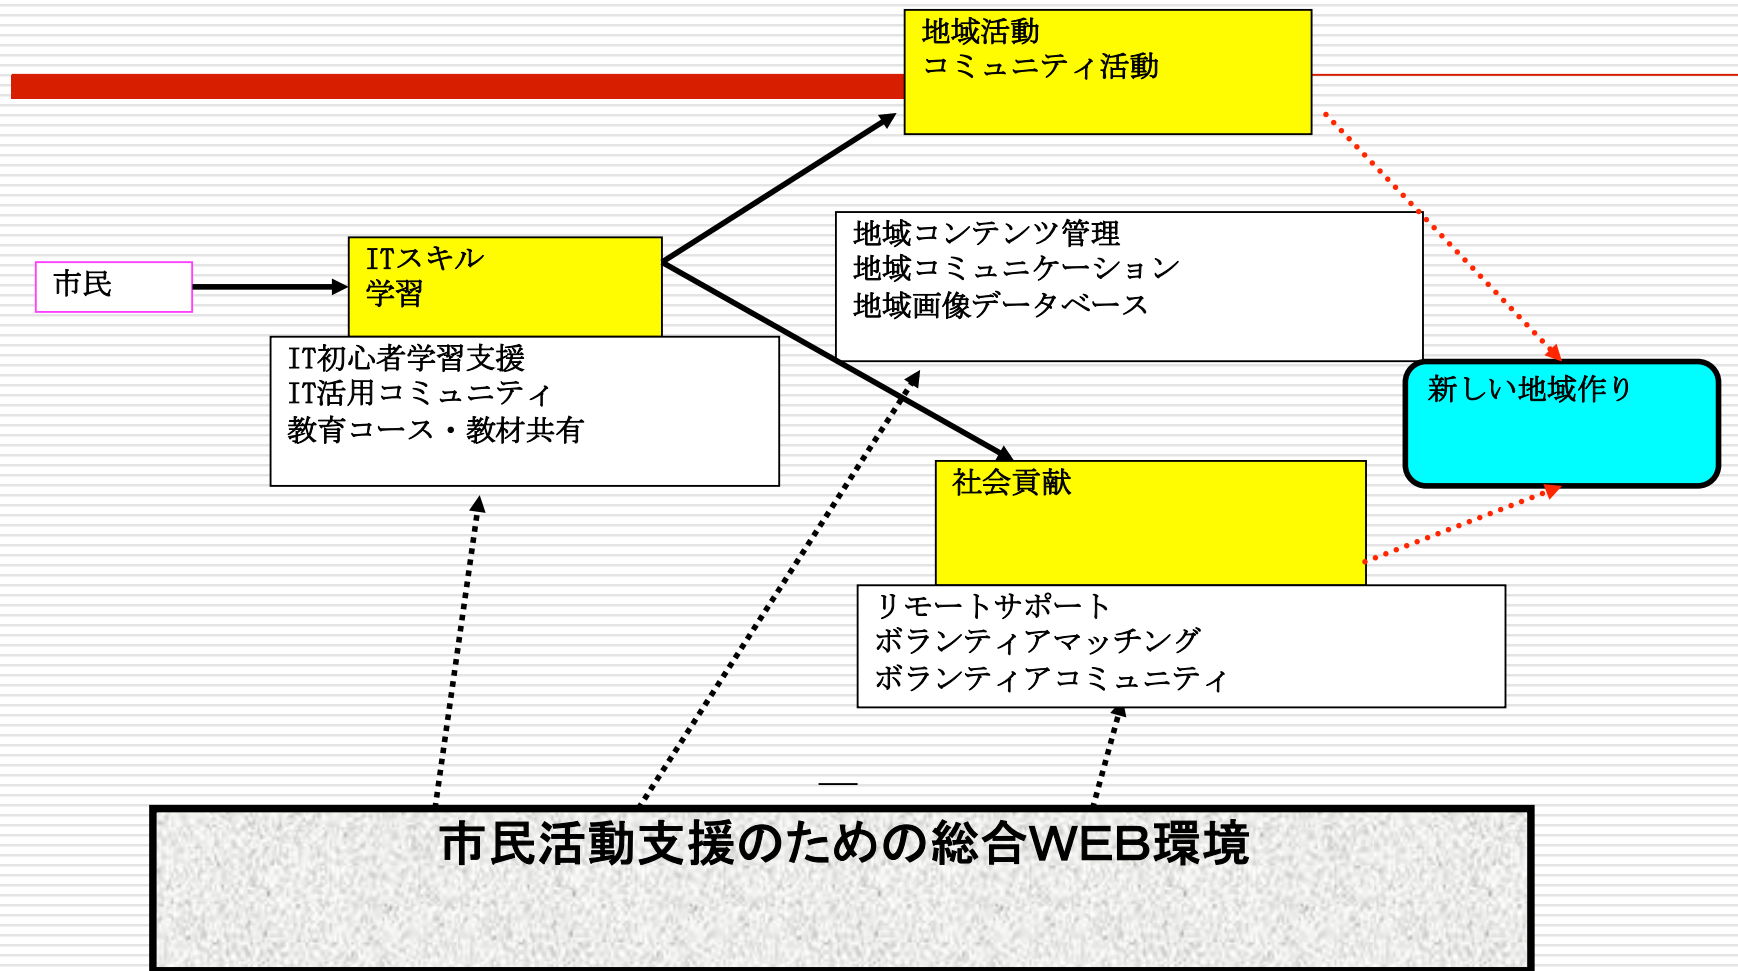 地域活動
コミュニティ活動
市民
ITスキル
学習
地域コンテンツ管理
地域コミュニケーション
地域画像データベース
IT初心者学習支援
IT活用コミュニティ
教育コース・教材共有
新しい地域作り
社会貢献
リモートサポート
ボランティアマッチング
ボランティアコミュニティ
市民活動支援のための総合WEB環境